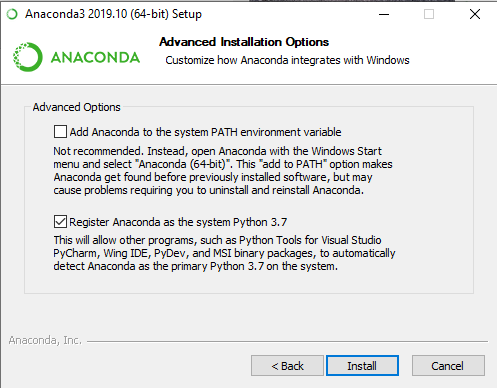 Anaconda3 2019.10 (64-bit) Setup
Advanced Installation Options
Customize how Anaconda integrates with Windows
ANACONDA
Advanced Options
Add Anaconda to the system PATH environment variable
Not recommended. Instead, open Anaconda with the Windows Start
menu and select "Anaconda (64-bit)". This "add to PATH" option makes
Anaconda get found before previously installed software, but may
cause problems requiring you to uninstall and reinstall Anaconda.
Register Anaconda as the system Python 3.7
This will allow other programs, such as Python Tools for Visual Studio
PyCharm, Wing IDE, PyDev, and MSI binary packages, to automatically
detect Anaconda as the primary Python 3.7 on the system.
Anaconda, Inc.
< Back
Install
Cancel